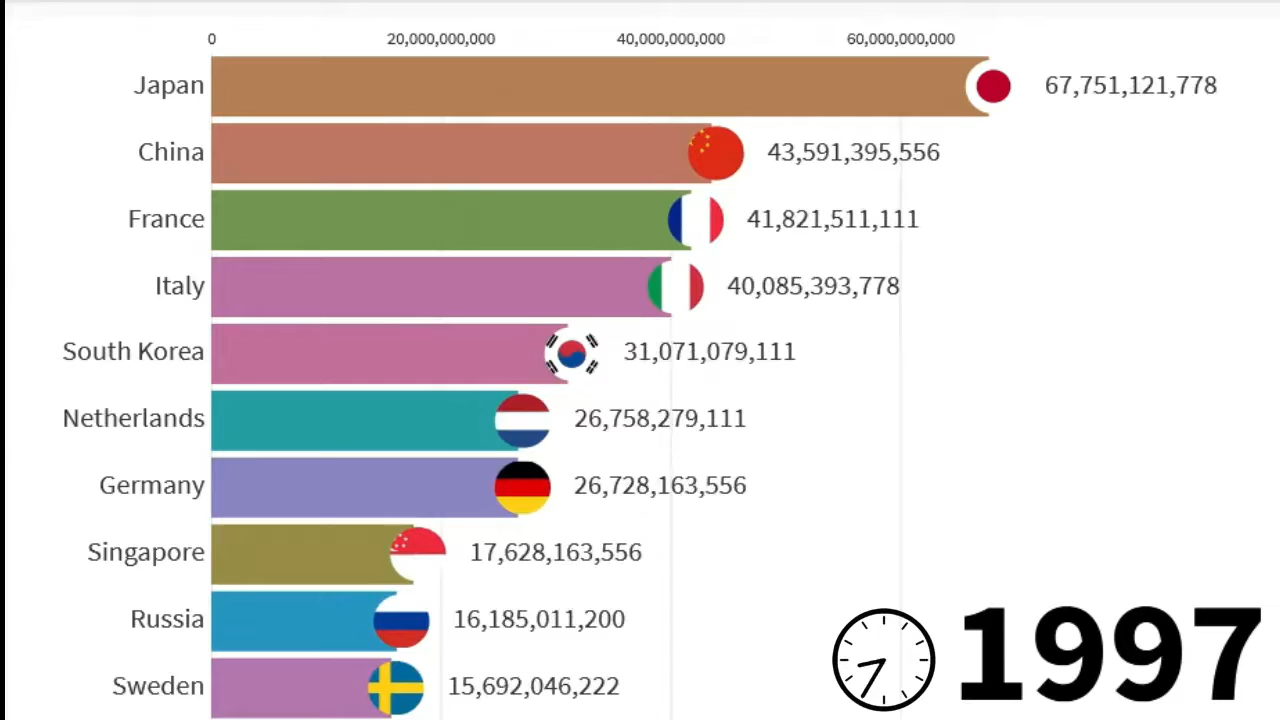 0 20,000,000,000 40,000,000,000 60,000,000,000
Japan 67,751,121,778
China 43,591,395,556
France 41,821,511,111
Italy 40,085,393,778
South Korea 31,071,079,111
Netherlands 26,758,279,111
Germany 26,728,163,556
Singapore 17,628,163,556
Russia 16,185,011,200
Sweden 15,692,046,222
1997